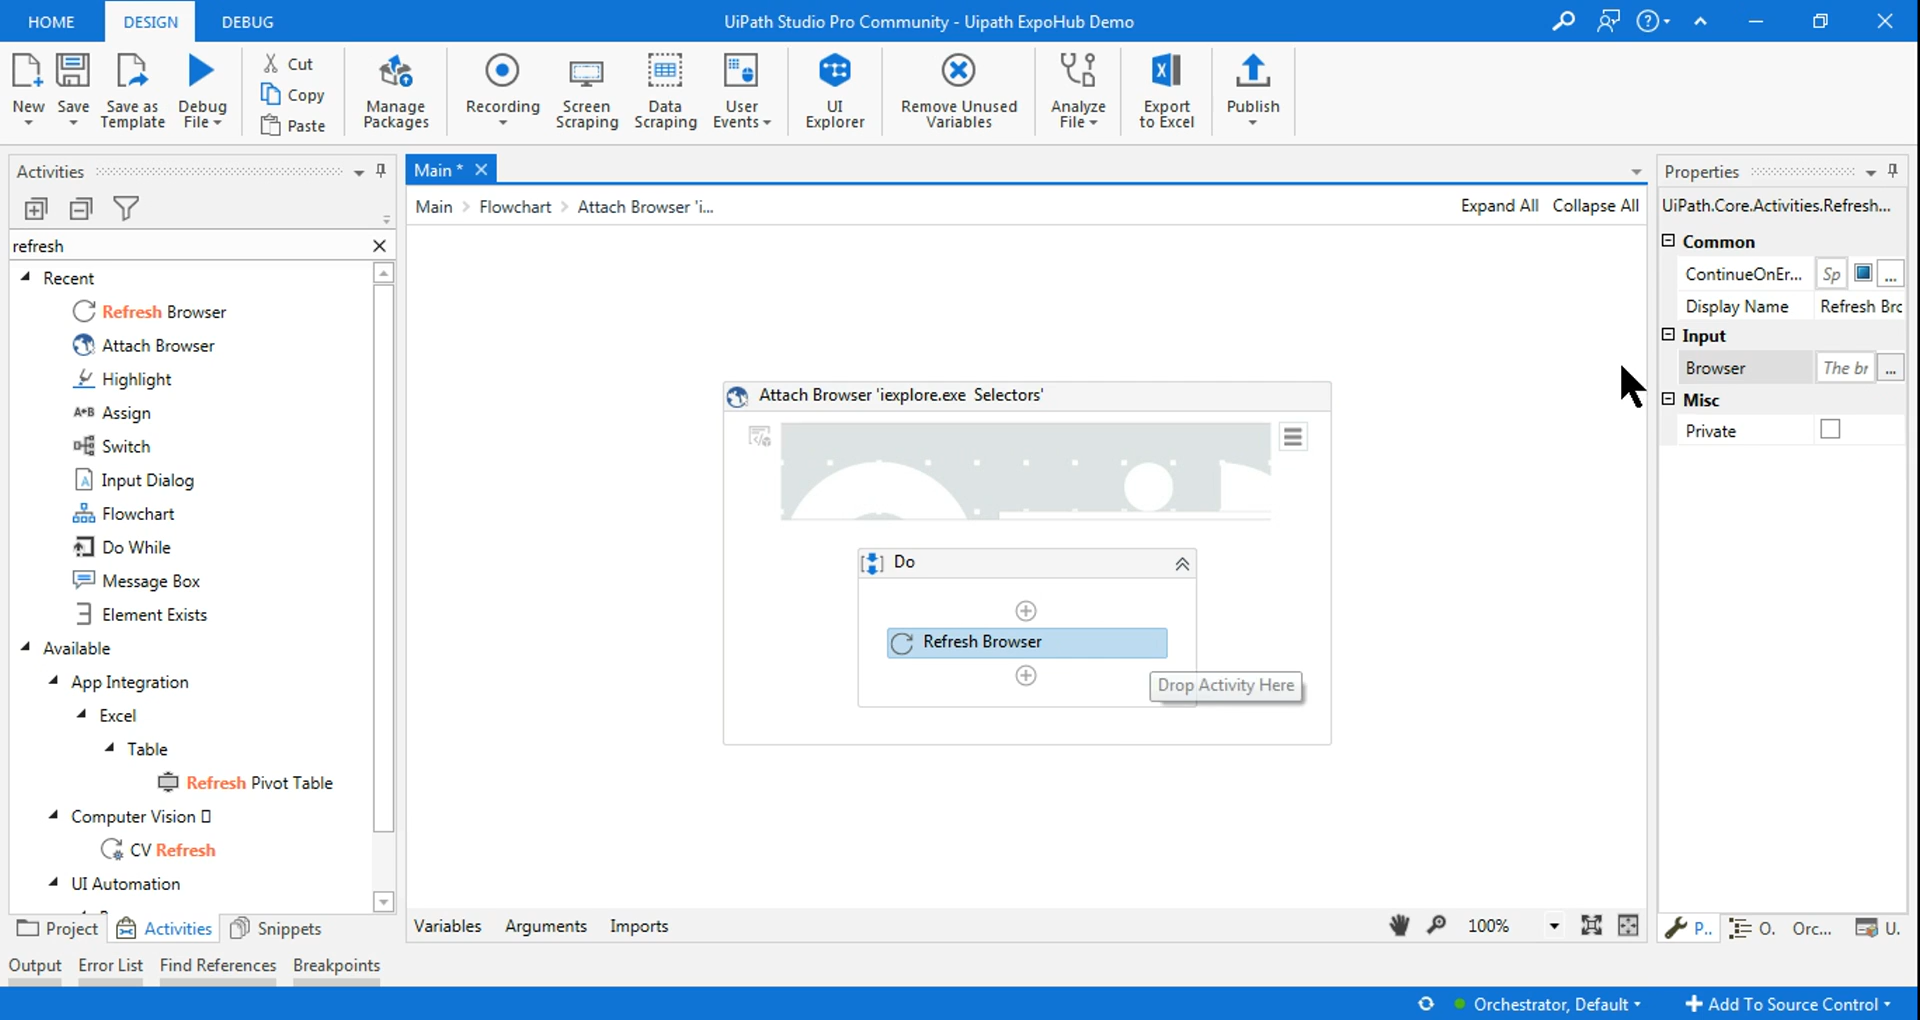 HOME
DESIGN
DEBUG
UiPath Studio Pro Community - Uipath ExpoHub Demo
New
Save
Save as
Template
Debug
File
Cut
Copy
Paste
Manage
Packages
Recording
Screen
Scraping
Data
Scraping
User
Events
UI
Explorer
Remove Unused
Variables
Analyze
File
Export
to Excel
Publish
Activities
refresh
Recent
Refresh Browser
Attach Browser
Highlight
A+B Assign
Switch
Input Dialog
Flowchart
Do While
Message Box
Element Exists
Available
App Integration
Excel
Table
Refresh Pivot Table
Computer Vision
CV Refresh
UI Automation
Project
Activities
Snippets
Main *
Main > Flowchart > Attach Browser 'i...
Expand All
Collapse All
Attach Browser 'iexplore.exe Selectors'
Do
Refresh Browser
Drop Activity Here
Variables
Arguments
Imports
100%
Properties
UiPath.Core.Activities.Refresh...
Common
ContinueOnEr...
Sp
...
Display Name
Refresh Brc
Input
Browser
The br
...
Misc
Private
P..
O.
Orc...
U.
Output
Error List
Find References
Breakpoints
Orchestrator, Default
Add To Source Control